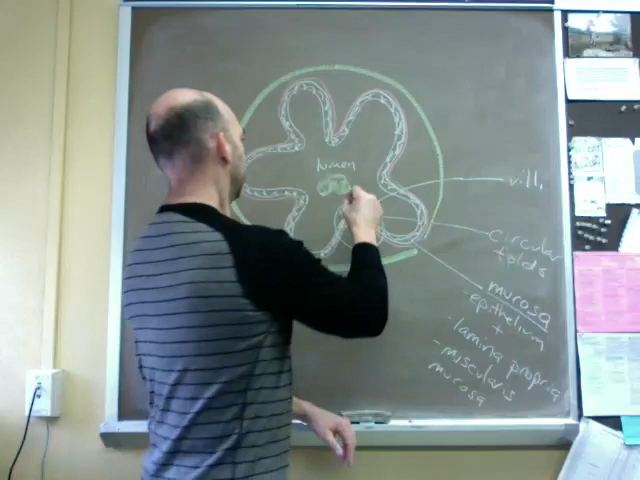 lumen
villi
Circular
folds
mucosa
epithelium
+
-lamina propria
-muscularis
mucosa